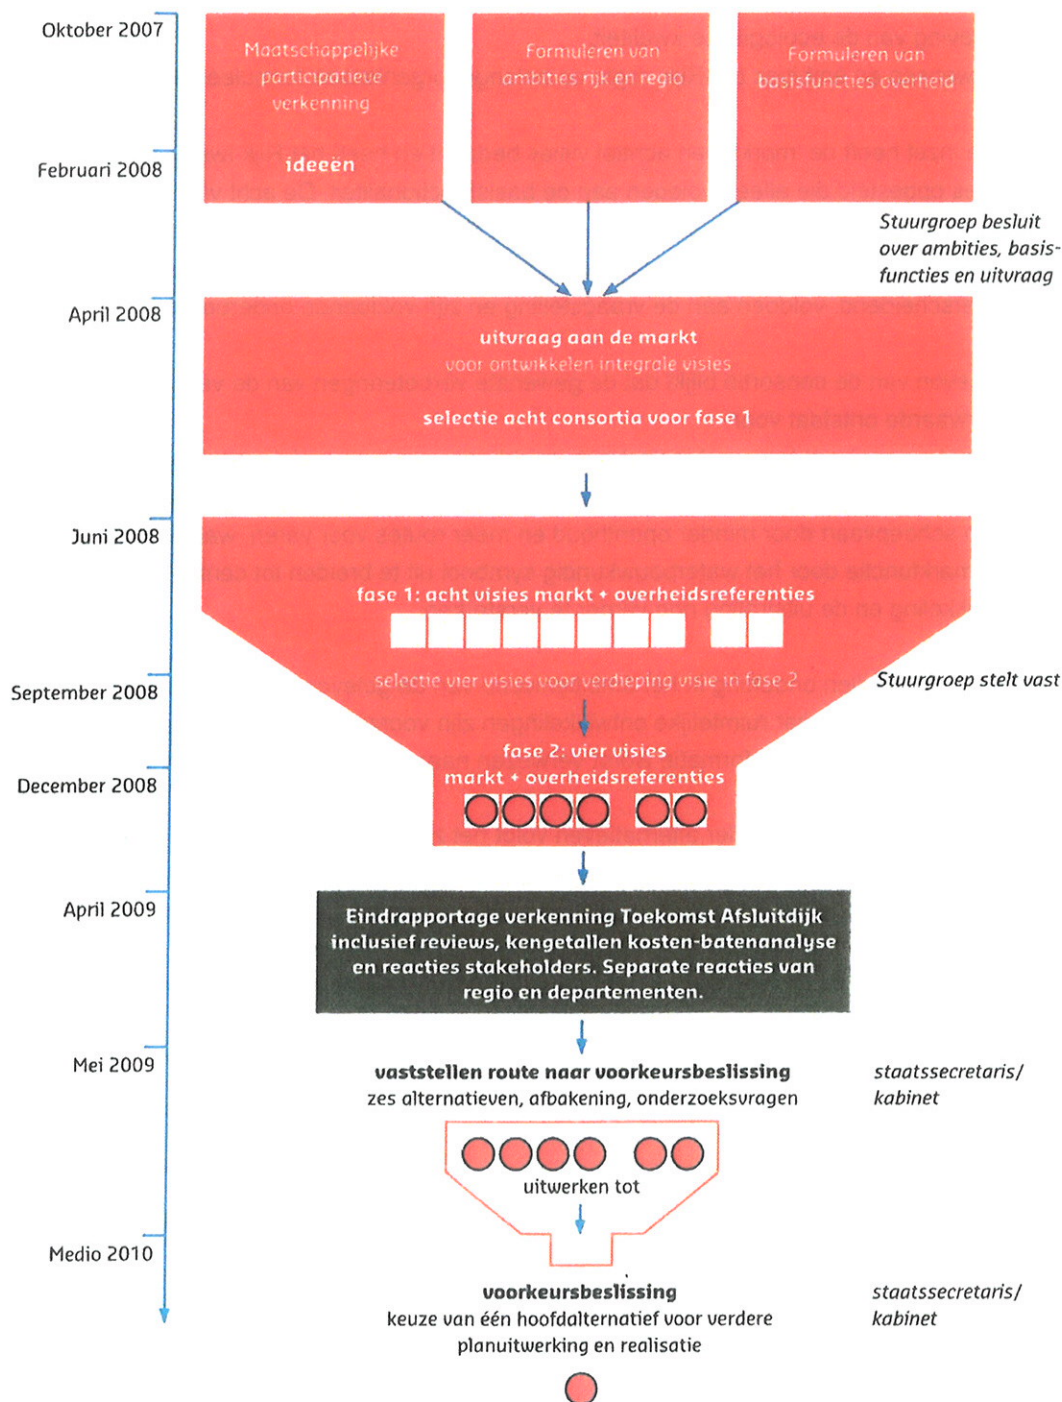 Oktober 2007
Maatschappelijke
participatieve
verkenning
ideeën
Formuleren van
ambities rijk en regio
Formuleren van
basisfuncties overheid
Februari 2008
Stuurgroep besluit
over ambities, basis-
functies en uitvraag
April 2008
uitvraag aan de markt
voor ontwikkelen integrale visies
selectie acht consortia voor fase 1
Juni 2008
fase 1: acht visies markt + overheidsreferenties
selectie vier visies voor verdieping visie in fase 2
September 2008
Stuurgroep stelt vast
fase 2: vier visies
markt + overheidsreferenties
December 2008
April 2009
Eindrapportage verkenning Toekomst Afsluitdijk
inclusief reviews, kengetallen kosten-batenanalyse
en reacties stakeholders. Separate reacties van
regio en departementen.
Mei 2009
vaststellen route naar voorkeursbeslissing
zes alternatieven, afbakening, onderzoeksvragen
staatssecretaris/
kabinet
uitwerken tot
Medio 2010
voorkeursbeslissing
keuze van één hoofdalternatief voor verdere
planuitwerking en realisatie
staatssecretaris/
kabinet